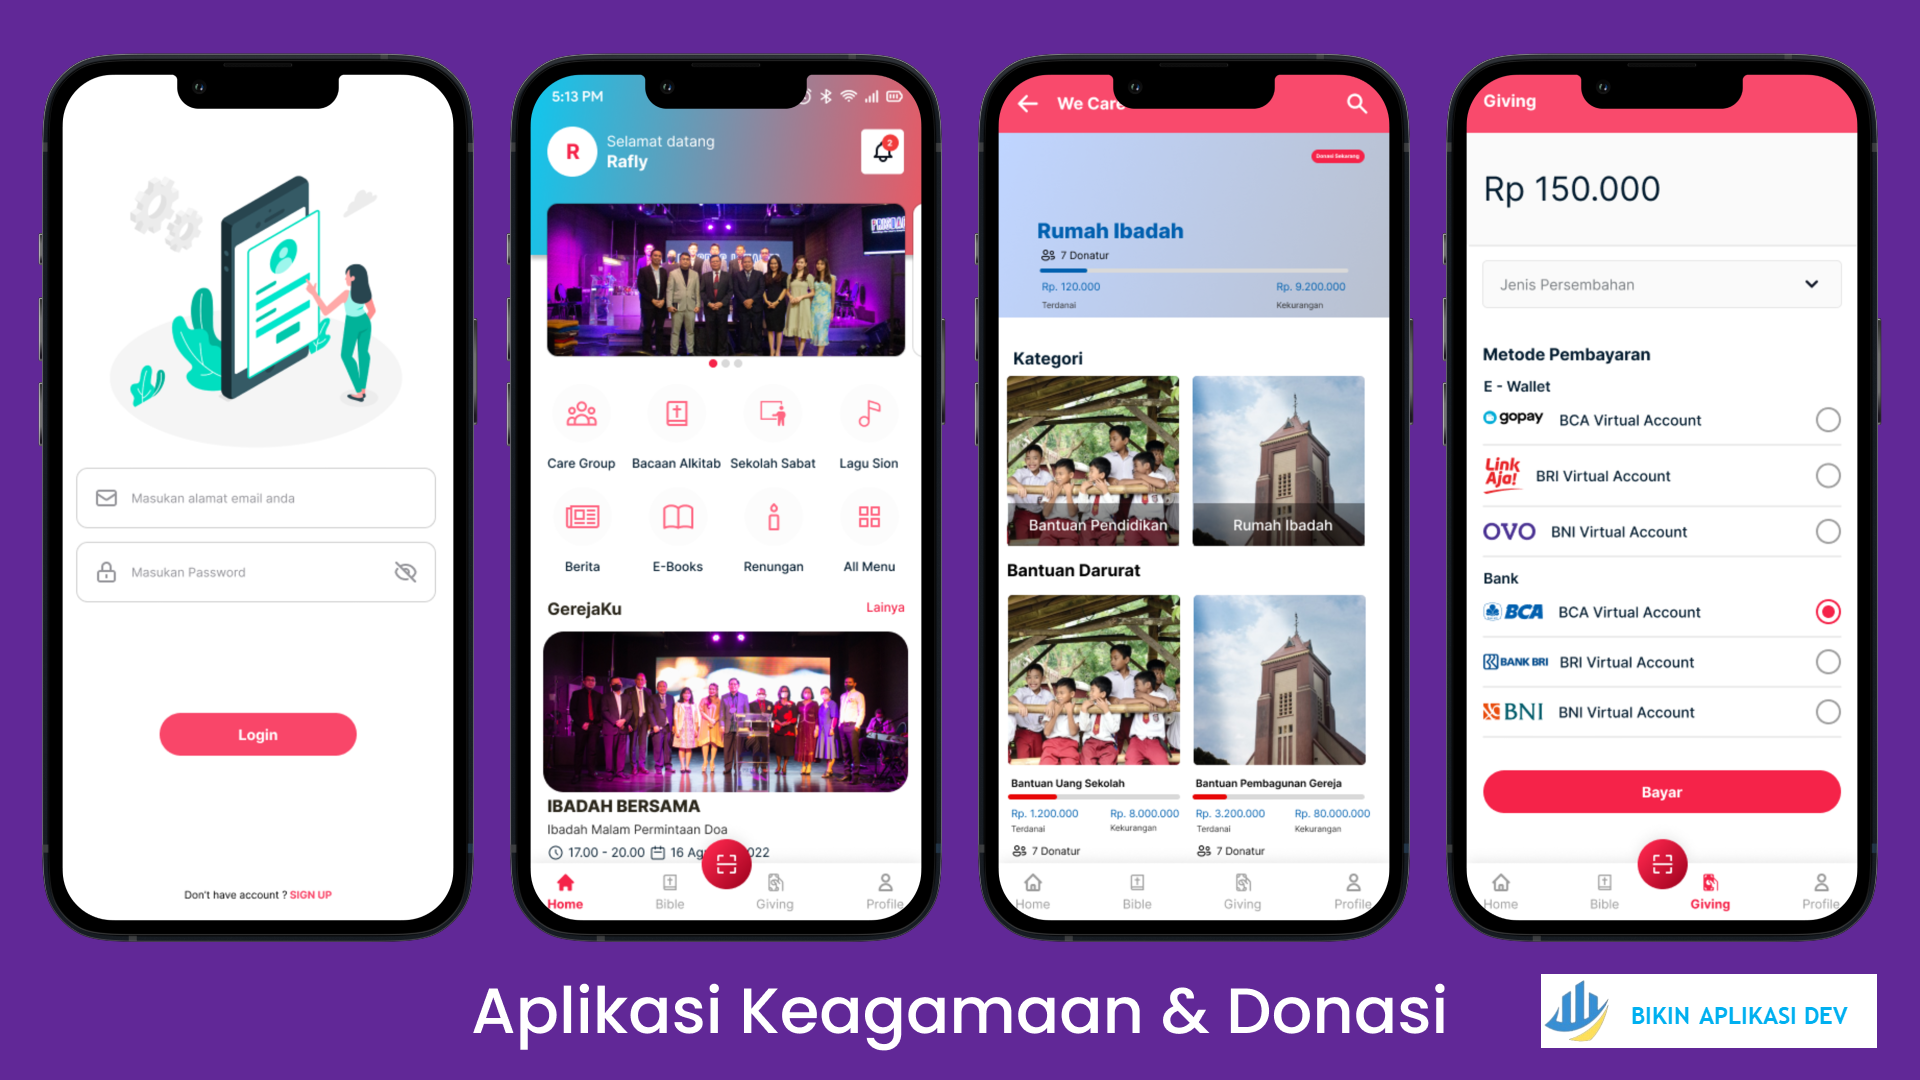 Masukan alamat email anda
Masukan Password
Login
Don't have account ? SIGN UP
5:13 PM
R
Selamat datang
Rafly
2
Care Group
Bacaan Alkitab
Sekolah Sabat
Lagu Sion
Berita
E-Books
Renungan
All Menu
GerejaKu
Lainya
IBADAH BERSAMA
Ibadah Malam Permintaan Doa
17.00 - 20.00
16
Home
Bible
Giving
Profile
We Care
Donasi Sekarang
Rumah Ibadah
7 Donatur
Rp. 120.000
Rp. 9.200.000
Terdanai
Kekurangan
Kategori
Bantuan Pendidikan
Rumah Ibadah
Bantuan Darurat
Bantuan Uang Sekolah
Bantuan Pembagunan Gereja
Rp. 1.200.000
Rp. 8.000.000
Rp. 3.200.000
Rp. 80.000.000
Terdanai
Kekurangan
Terdanai
Kekurangan
7 Donatur
7 Donatur
Home
Bible
Giving
Profile
Giving
Rp 150.000
Jenis Persembahan
Metode Pembayaran
E - Wallet
gopay BCA Virtual Account
Link Aja! BRI Virtual Account
OVO BNI Virtual Account
Bank
BCA BCA Virtual Account
BANK BRI BRI Virtual Account
BNI BNI Virtual Account
Bayar
Home
Bible
Giving
Profile
Aplikasi Keagamaan & Donasi
BIKIN APLIKASI DEV